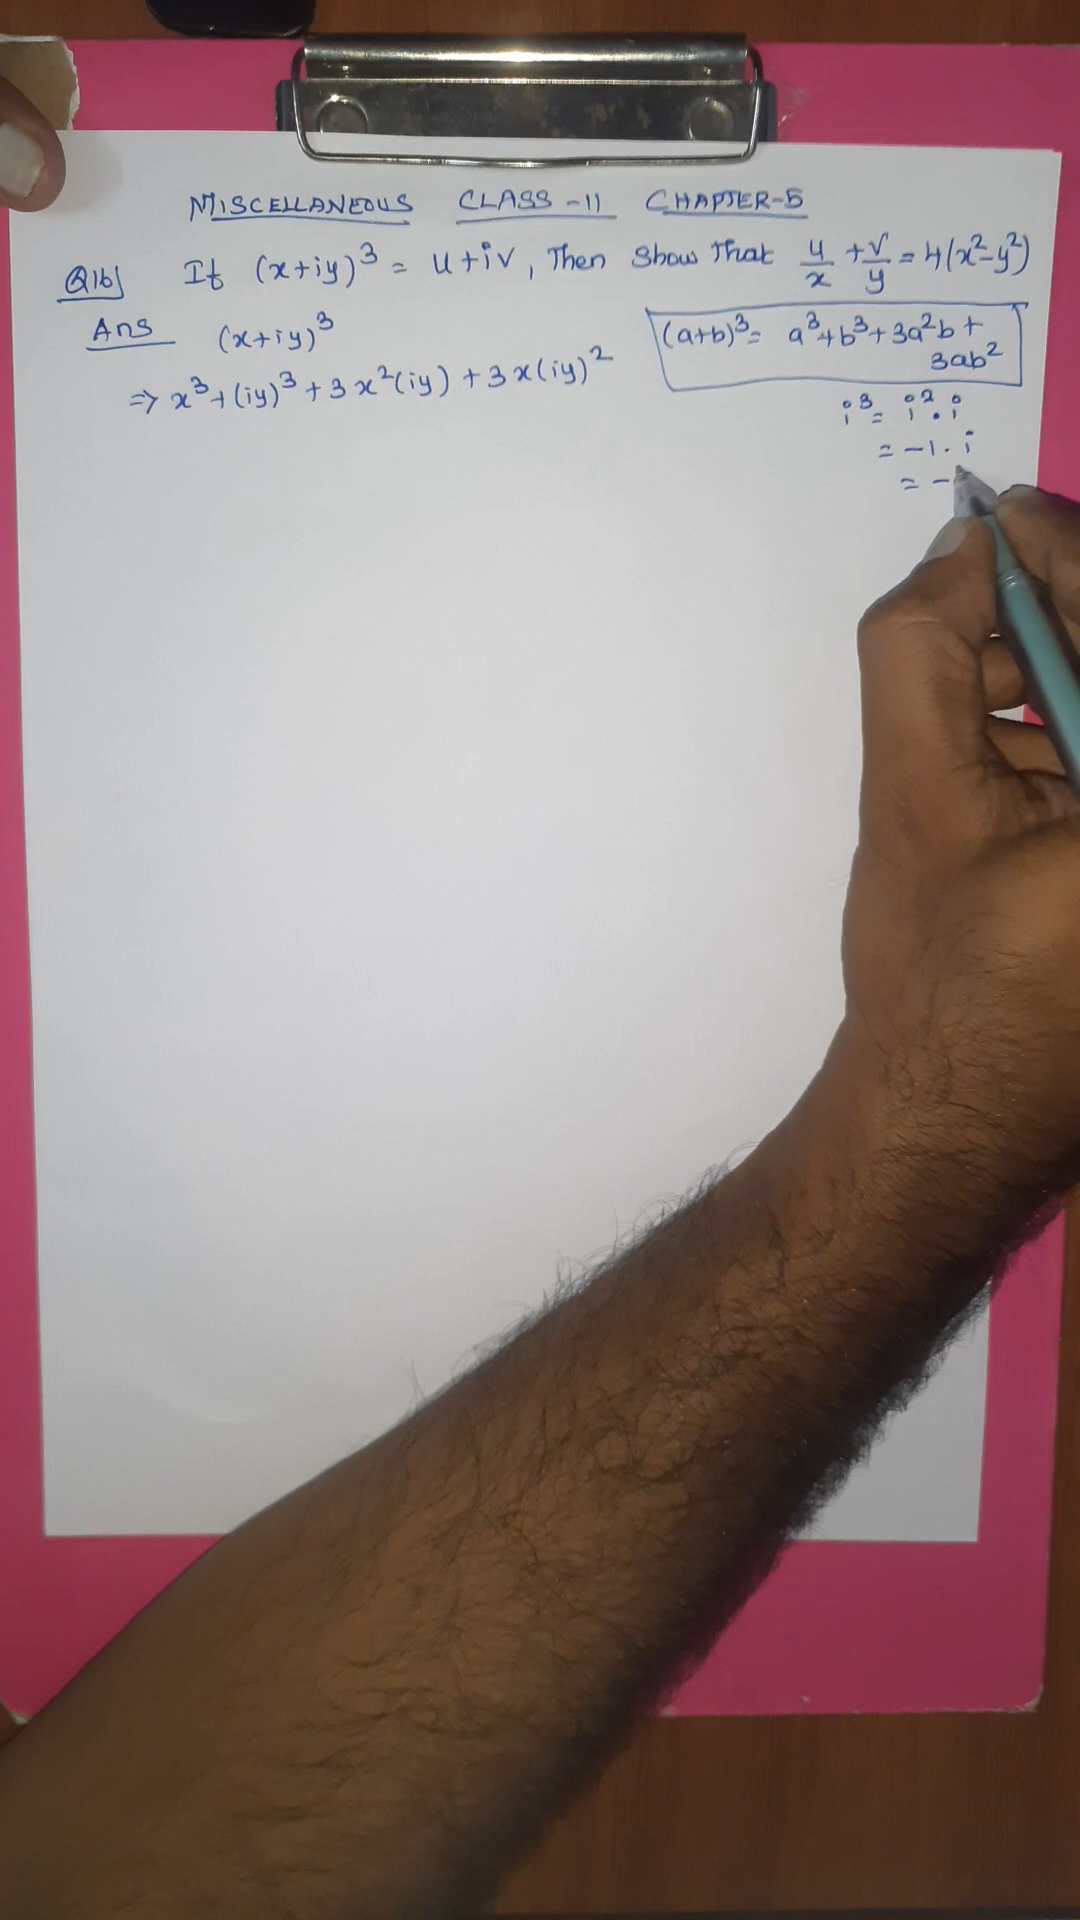 MISCELLANEOUS CLASS-11 CHAPTER-5
Q16] If (x+iy)³ = u+iv, Then Show That u/x + v/y = 4(x²-y²)
Ans (x+iy)³
(a+b)³= a³+b³+3a²b+
3ab²
⇒ x³+(iy)³+3x²(iy)+3x(iy)²
i³= i².i
= -1.i
= -